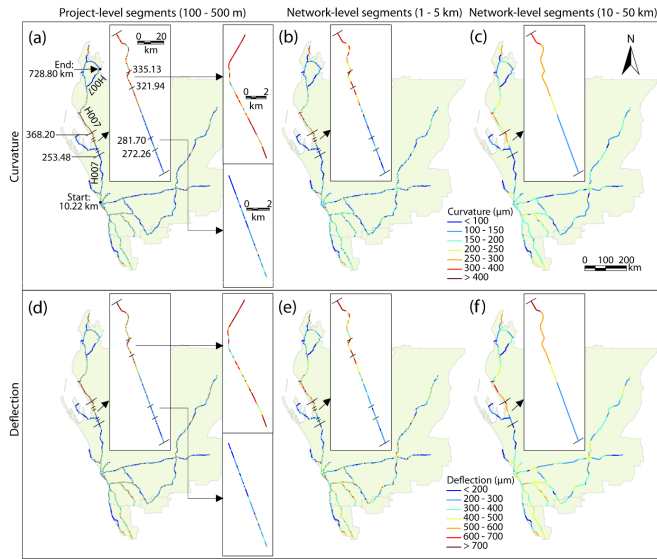 Project-level segments (100 - 500 m)
Network-level segments (1 - 5 km)
Network-level segments (10 - 50 km)
Curvature
(a)
End:
728.80 km
H007
H007
H007
368.20
253.48
Start:
10.22 km
0 20
km
335.13
321.94
281.70
272.26
0 2
km
0 2
km
(b)
(c)
N
Curvature (μm)
< 100
100 - 150
150 - 200
200 - 250
250 - 300
300 - 400
> 400
0 100 200
km
Deflection
(d)
(e)
(f)
Deflection (μm)
< 200
200 - 300
300 - 400
400 - 500
500 - 600
600 - 700
> 700